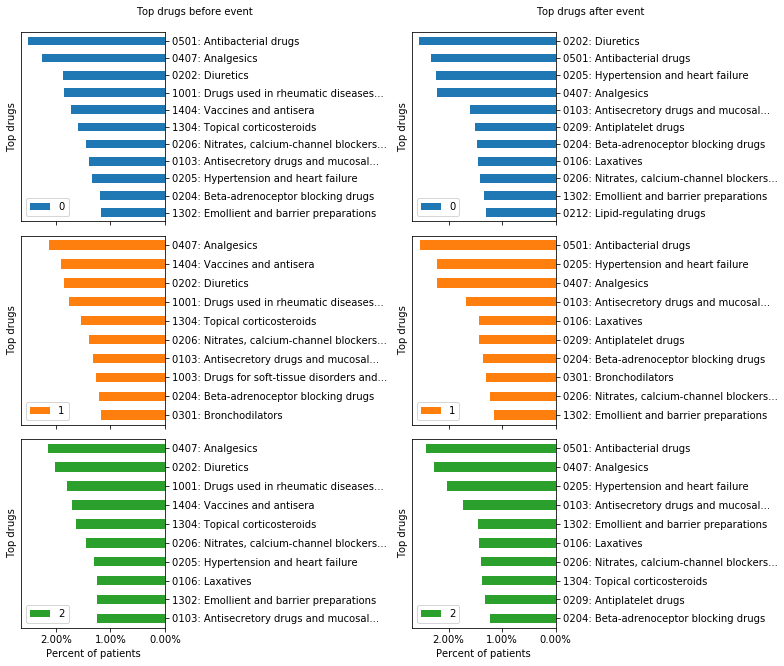 Top drugs before event
Top drugs
0501: Antibacterial drugs
0407: Analgesics
0202: Diuretics
1001: Drugs used in rheumatic diseases...
1404: Vaccines and antisera
1304: Topical corticosteroids
0206: Nitrates, calcium-channel blockers...
0103: Antisecretory drugs and mucosal...
0205: Hypertension and heart failure
0204: Beta-adrenoceptor blocking drugs
1302: Emollient and barrier preparations
0
Top drugs
0407: Analgesics
1404: Vaccines and antisera
0202: Diuretics
1001: Drugs used in rheumatic diseases...
1304: Topical corticosteroids
0206: Nitrates, calcium-channel blockers...
0103: Antisecretory drugs and mucosal...
1003: Drugs for soft-tissue disorders and...
0204: Beta-adrenoceptor blocking drugs
0301: Bronchodilators
1
Top drugs
0407: Analgesics
0202: Diuretics
1001: Drugs used in rheumatic diseases...
1404: Vaccines and antisera
1304: Topical corticosteroids
0206: Nitrates, calcium-channel blockers...
0205: Hypertension and heart failure
0106: Laxatives
1302: Emollient and barrier preparations
0103: Antisecretory drugs and mucosal...
2
2.00% 1.00% 0.00%
Percent of patients
Top drugs after event
Top drugs
0202: Diuretics
0501: Antibacterial drugs
0205: Hypertension and heart failure
0407: Analgesics
0103: Antisecretory drugs and mucosal...
0209: Antiplatelet drugs
0204: Beta-adrenoceptor blocking drugs
0106: Laxatives
0206: Nitrates, calcium-channel blockers...
1302: Emollient and barrier preparations
0212: Lipid-regulating drugs
0
Top drugs
0501: Antibacterial drugs
0205: Hypertension and heart failure
0407: Analgesics
0103: Antisecretory drugs and mucosal...
0106: Laxatives
0209: Antiplatelet drugs
0204: Beta-adrenoceptor blocking drugs
0301: Bronchodilators
0206: Nitrates, calcium-channel blockers...
1302: Emollient and barrier preparations
1
Top drugs
0501: Antibacterial drugs
0407: Analgesics
0205: Hypertension and heart failure
0103: Antisecretory drugs and mucosal...
1302: Emollient and barrier preparations
0106: Laxatives
0206: Nitrates, calcium-channel blockers...
1304: Topical corticosteroids
0209: Antiplatelet drugs
0204: Beta-adrenoceptor blocking drugs
2
2.00% 1.00% 0.00%
Percent of patients